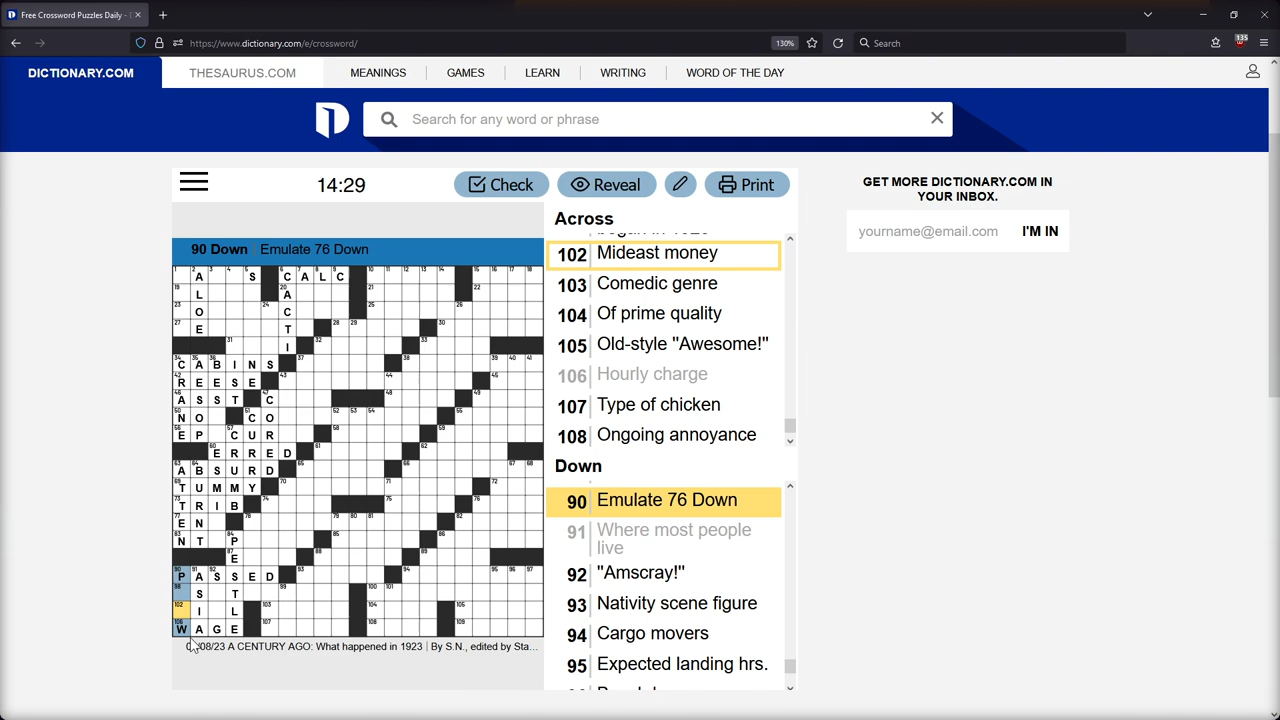 Free Crossword Puzzles Daily -
https://www.dictionary.com/e/crossword/
130%
Search
135
DICTIONARY.COM
THESAURUS.COM
MEANINGS
GAMES
LEARN
WRITING
WORD OF THE DAY
Search for any word or phrase
14:29
Check
Reveal
Print
GET MORE DICTIONARY.COM IN
YOUR INBOX.
yourname@email.com
I'M IN
90 Down Emulate 76 Down
A S C A L C
L A
O C
E T
I
C A B I N S
R E E S E
A S S T C
N O C O
E P C U R
E R R E D
A B S U R D
T U M M Y
T R I B
E N
N T P
E
P A S S E D
S T
I L
W A G E
08/23 A CENTURY AGO: What happened in 1923 | By S.N., edited by Sta...
Across
102 Mideast money
103 Comedic genre
104 Of prime quality
105 Old-style "Awesome!"
106 Hourly charge
107 Type of chicken
108 Ongoing annoyance
Down
90 Emulate 76 Down
91 Where most people
live
92 "Amscray!"
93 Nativity scene figure
94 Cargo movers
95 Expected landing hrs.